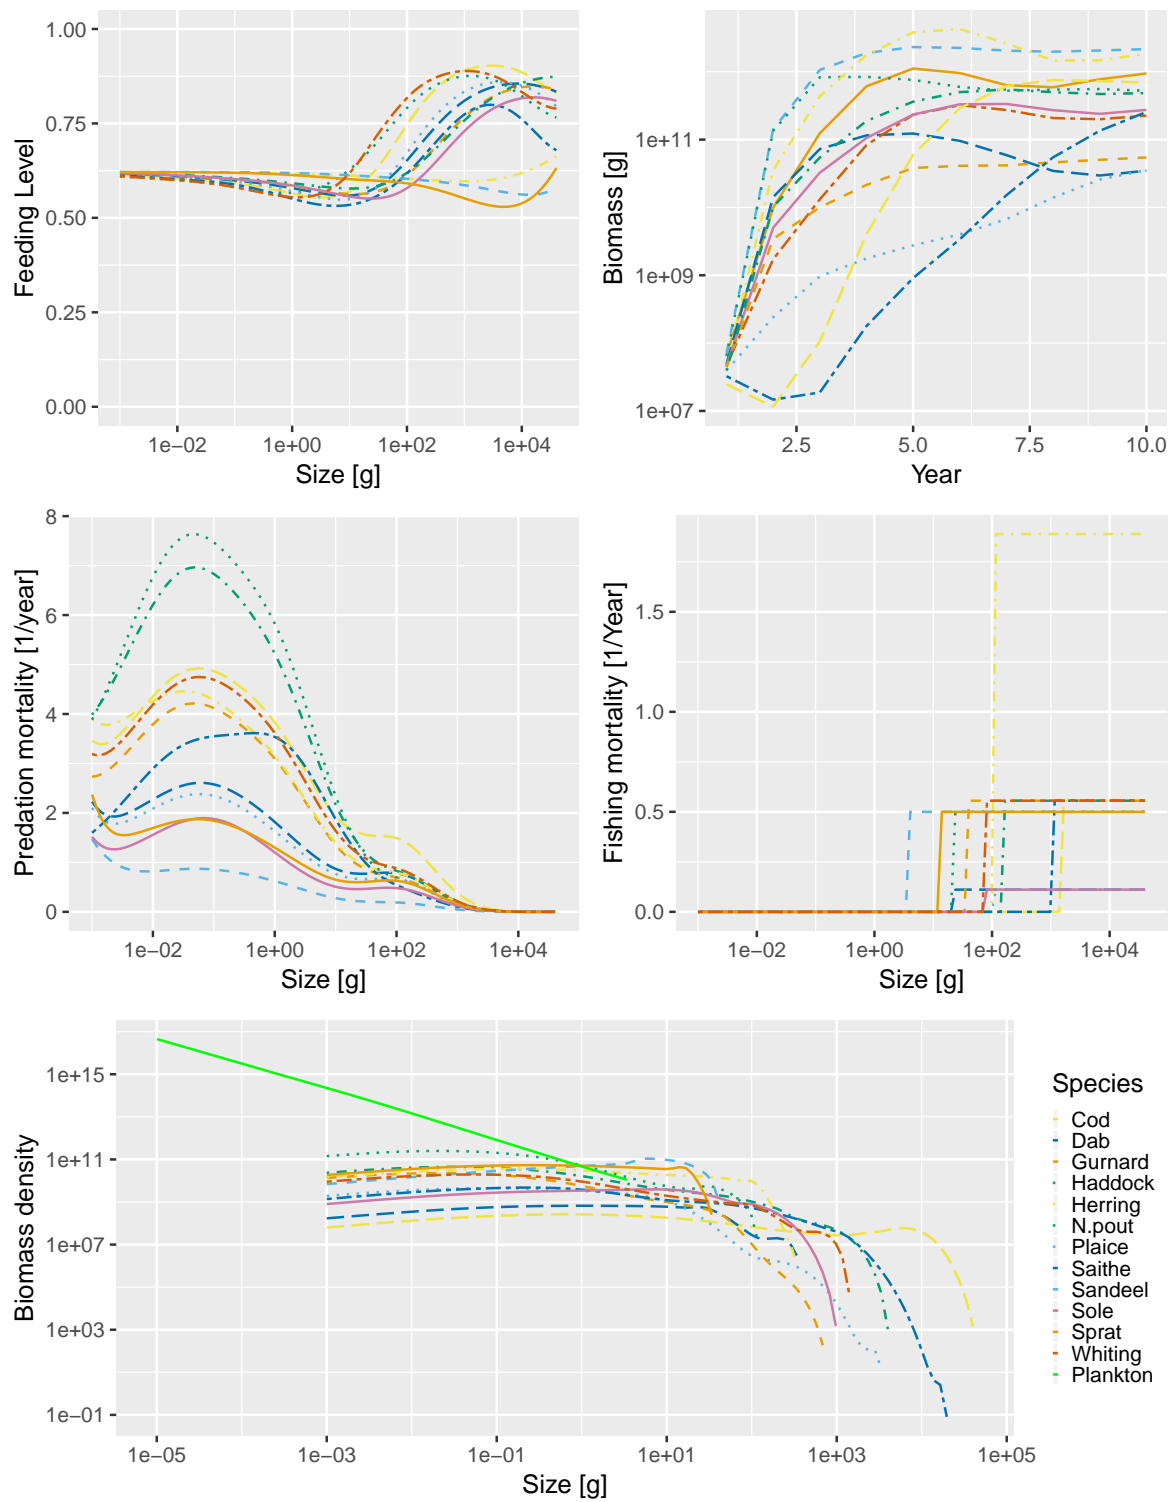 1.00
0.75
0.50
0.25
0.00
Feeding Level
1e−02 1e+00 1e+02 1e+04
Size [g]
1e+11
1e+09
1e+07
Biomass [g]
2.5 5.0 7.5 10.0
Year
8
6
4
2
0
Predation mortality [1/year]
1e−02 1e+00 1e+02 1e+04
Size [g]
1.5
1.0
0.5
0.0
Fishing mortality [1/Year]
1e−02 1e+00 1e+02 1e+04
Size [g]
1e+15
1e+11
1e+07
1e+03
1e−01
Biomass density
1e−05 1e−03 1e−01 1e+01 1e+03 1e+05
Size [g]
Species
Cod
Dab
Gurnard
Haddock
Herring
N.pout
Plaice
Saithe
Sandeel
Sole
Sprat
Whiting
Plankton